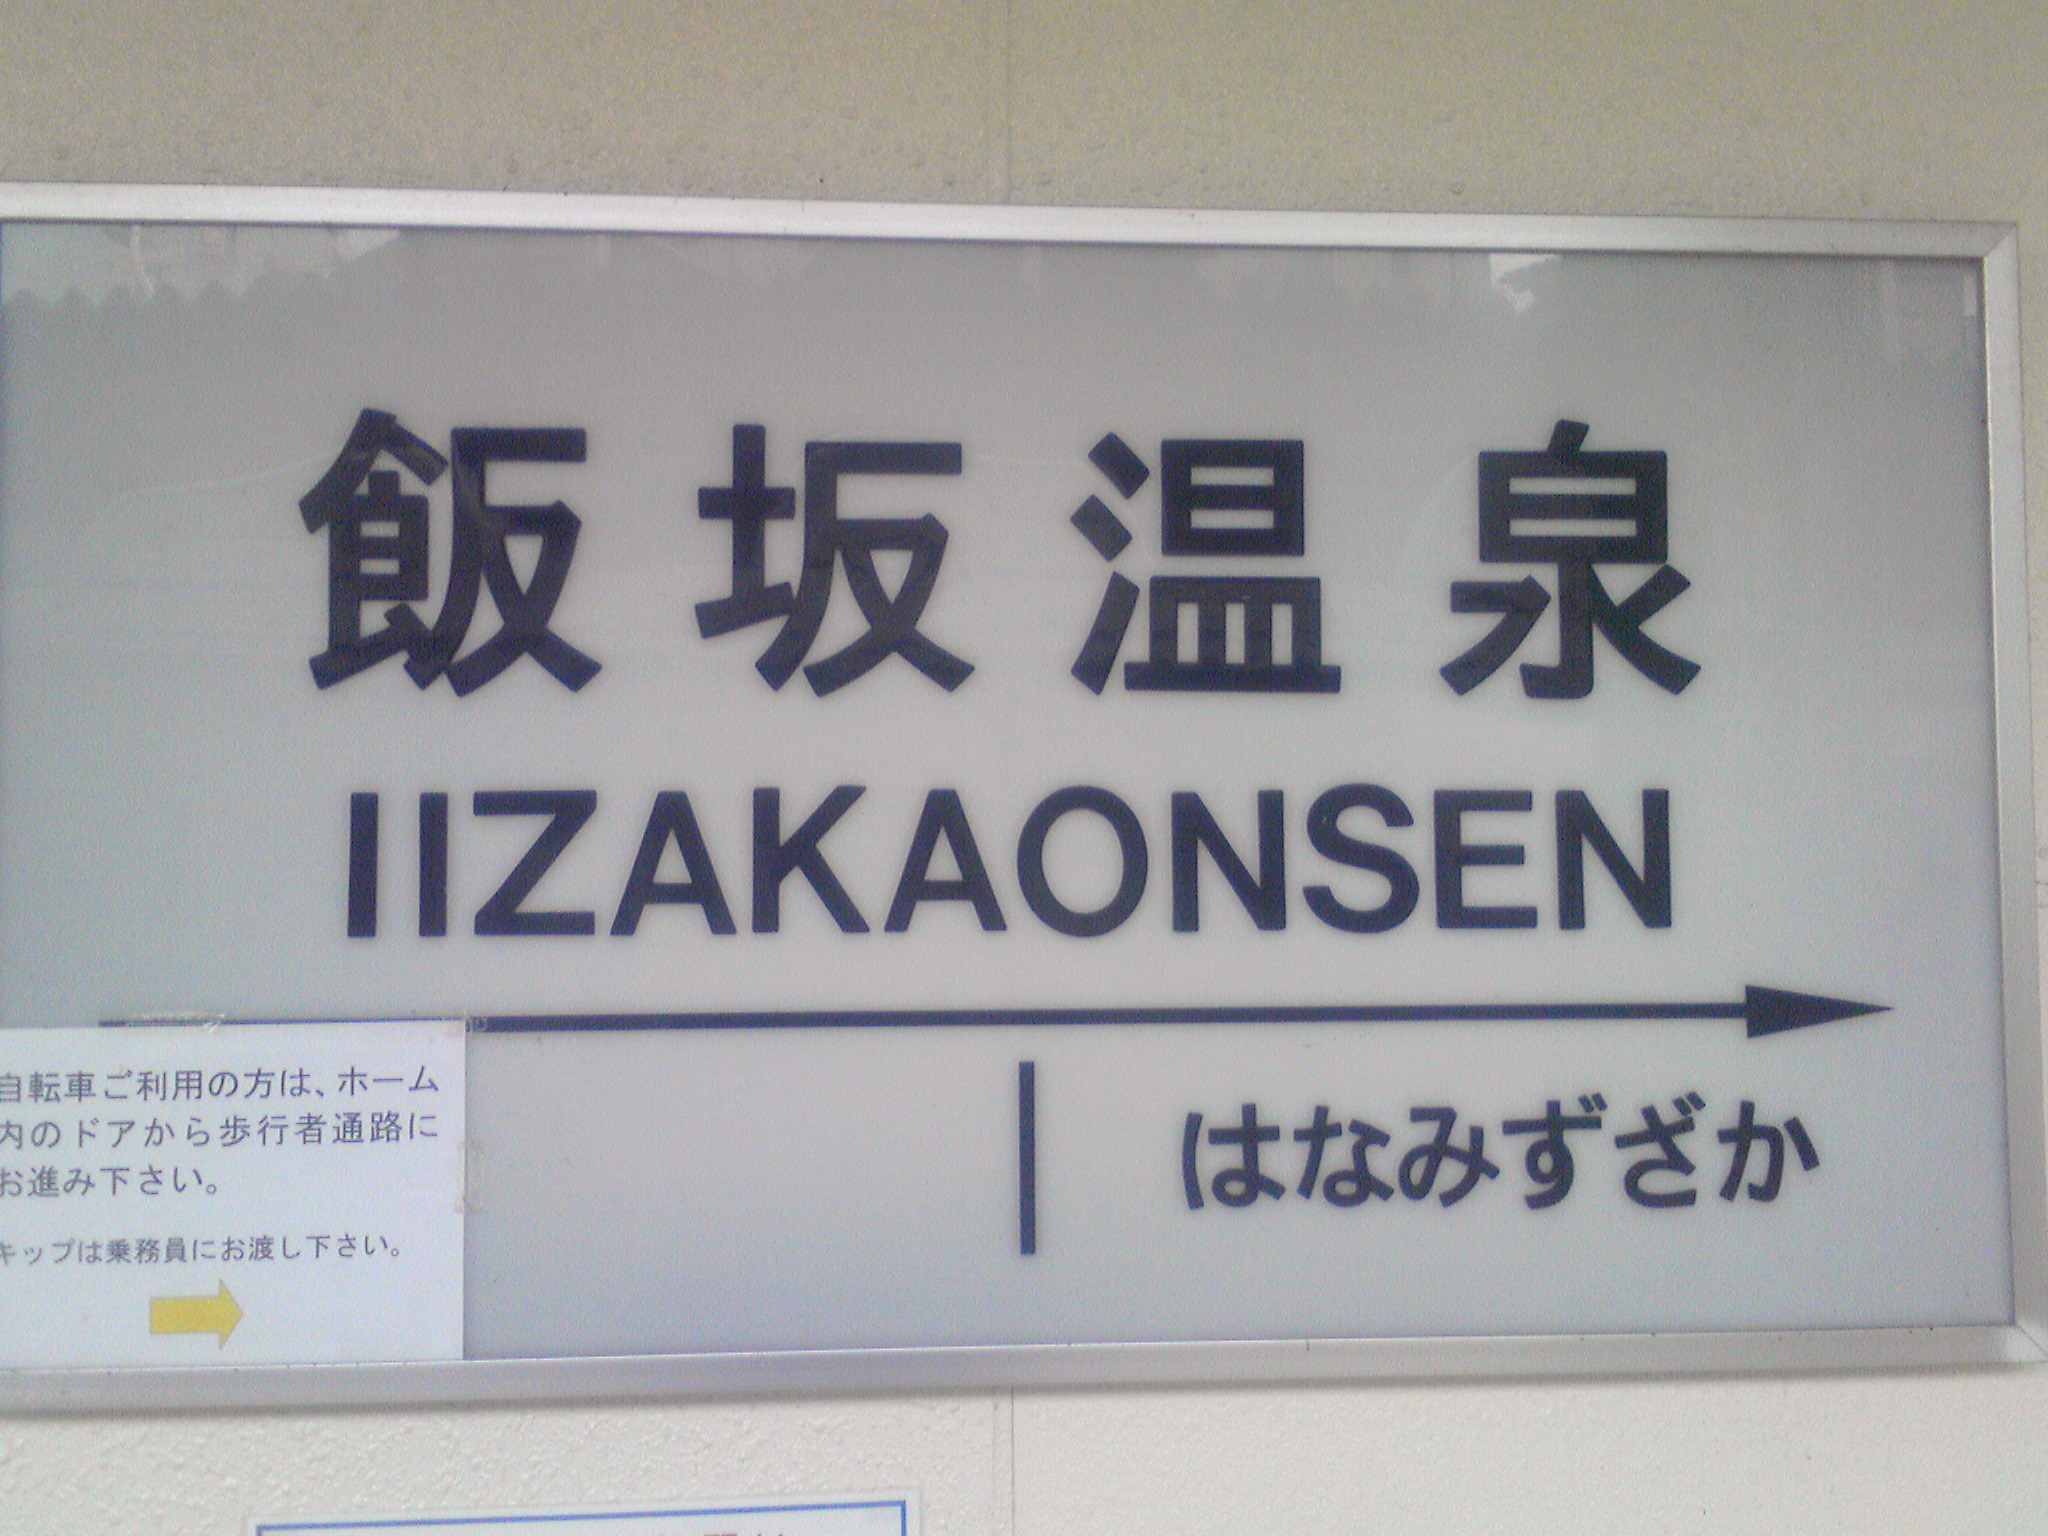 飯坂温泉
IIZAKAONSEN
はなみずざか
自転車ご利用の方は、ホーム
内のドアから歩行者通路に
お進み下さい。
キップは乗務員にお渡し下さい。